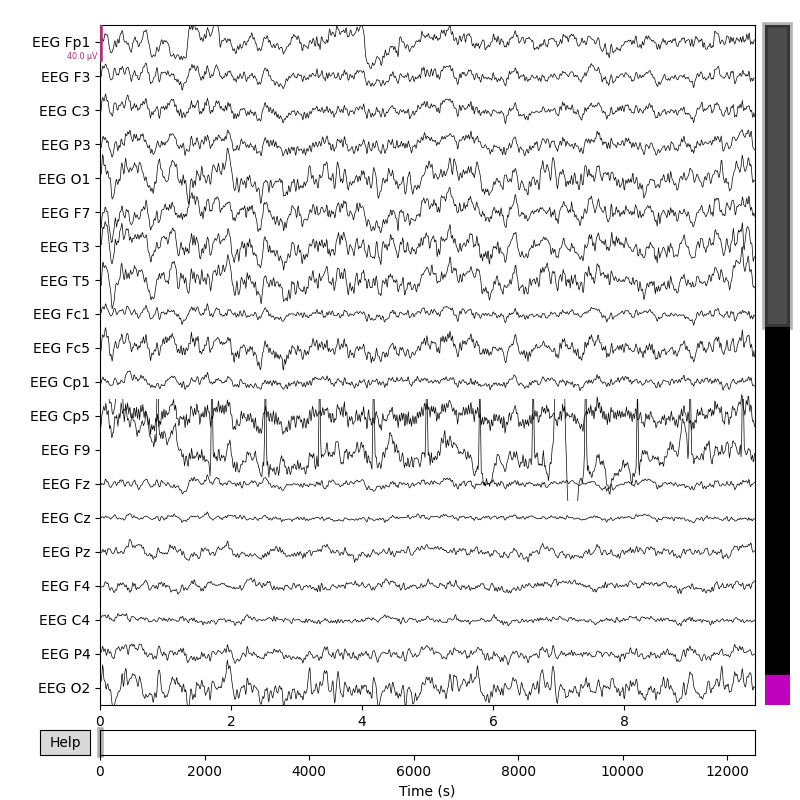 EEG Fp1
40.0 µV
EEG F3
EEG C3
EEG P3
EEG O1
EEG F7
EEG T3
EEG T5
EEG Fc1
EEG Fc5
EEG Cp1
EEG Cp5
EEG F9
EEG Fz
EEG Cz
EEG Pz
EEG F4
EEG C4
EEG P4
EEG O2
0 2 4 6 8
Help
0 2000 4000 6000 8000 10000 12000
Time (s)